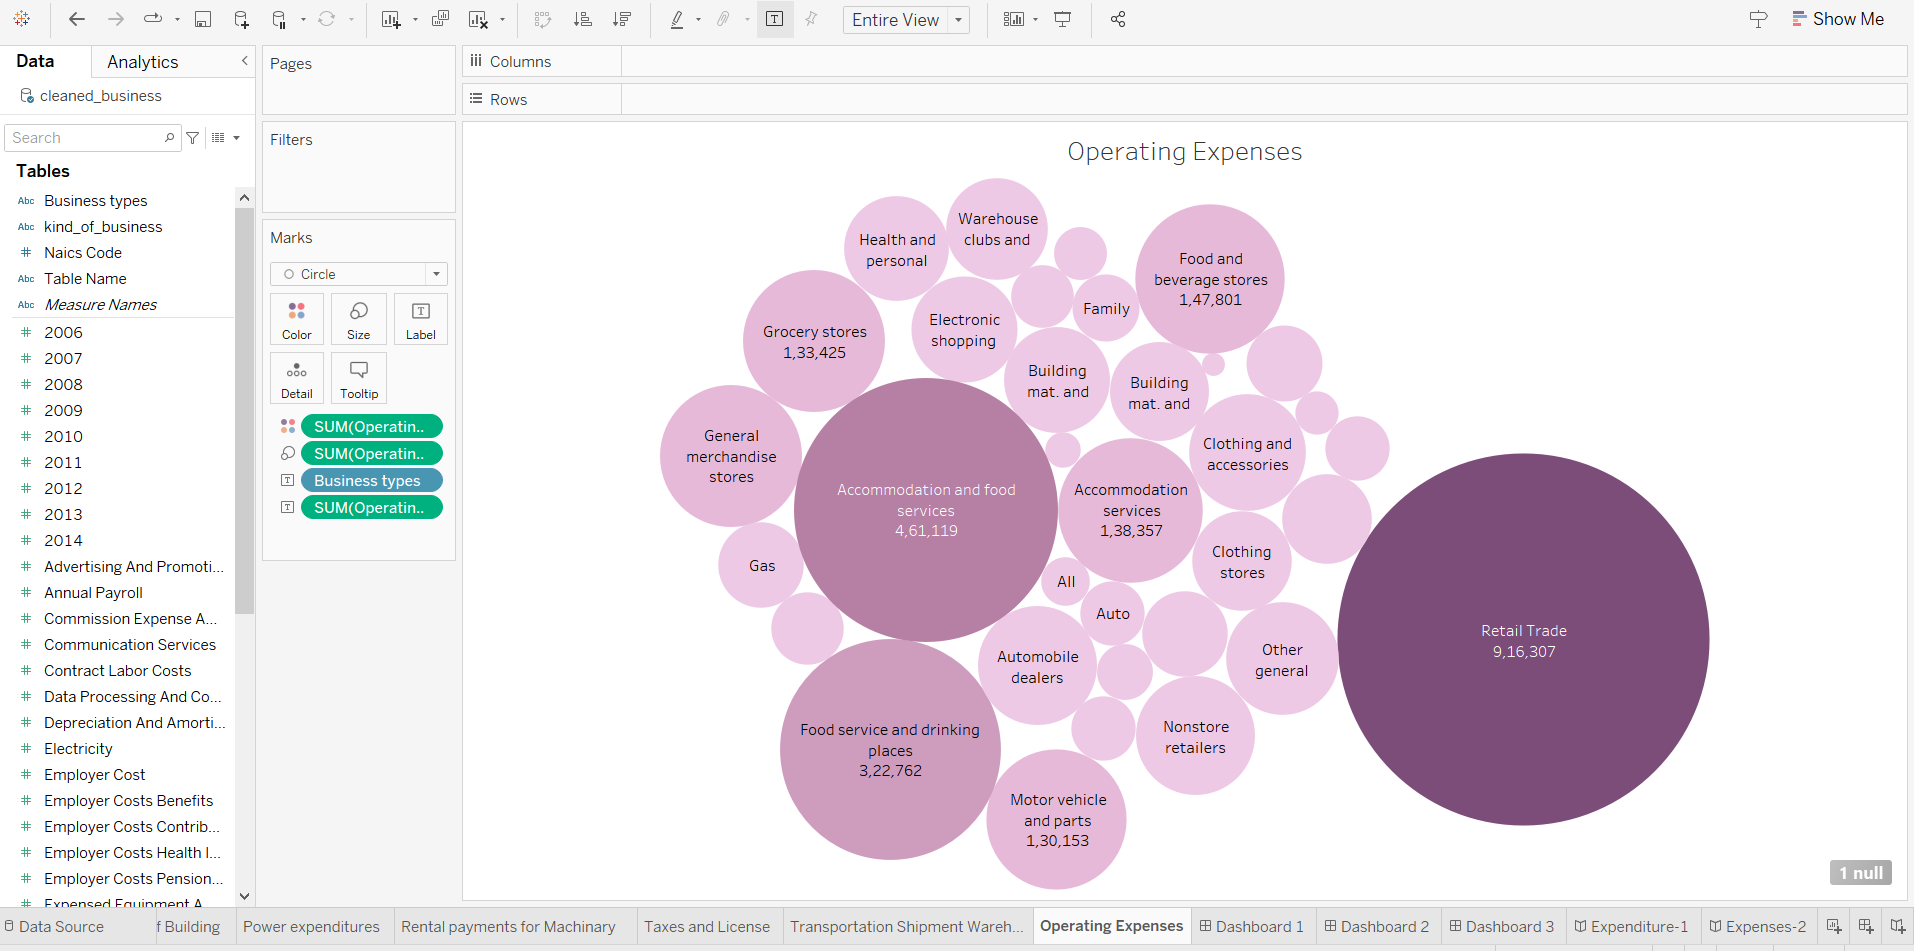 Entire View
Show Me
Data
Analytics
cleaned_business
Search
Tables
Abc Business types
Abc kind_of_business
# Naics Code
Abc Table Name
Abc Measure Names
# 2006
# 2007
# 2008
# 2009
# 2010
# 2011
# 2012
# 2013
# 2014
# Advertising And Promoti...
# Annual Payroll
# Commission Expense A...
# Communication Services
# Contract Labor Costs
# Data Processing And Co...
# Depreciation And Amorti...
# Electricity
# Employer Cost
# Employer Costs Benefits
# Employer Costs Contrib...
# Employer Costs Health I...
# Employer Costs Pension...
# Expensed Equipment A...
Pages
Filters
Marks
Circle
Color
Size
T
Label
Detail
Tooltip
SUM(Operatin..
SUM(Operatin..
T Business types
T SUM(Operatin..
Columns
Rows
Operating Expenses
Warehouse
clubs and
Health and
personal
Food and
beverage stores
1,47,801
Family
Electronic
shopping
Grocery stores
1,33,425
Building
mat. and
Building
mat. and
General
merchandise
stores
Clothing and
accessories
Accommodation and food
services
4,61,119
Accommodation
services
1,38,357
Gas
Clothing
stores
All
Auto
Retail Trade
9,16,307
Automobile
dealers
Other
general
Food service and drinking
places
3,22,762
Nonstore
retailers
Motor vehicle
and parts
1,30,153
1 null
Data Source
f Building
Power expenditures
Rental payments for Machinary
Taxes and License
Transportation Shipment Wareh...
Operating Expenses
Dashboard 1
Dashboard 2
Dashboard 3
Expenditure-1
Expenses-2